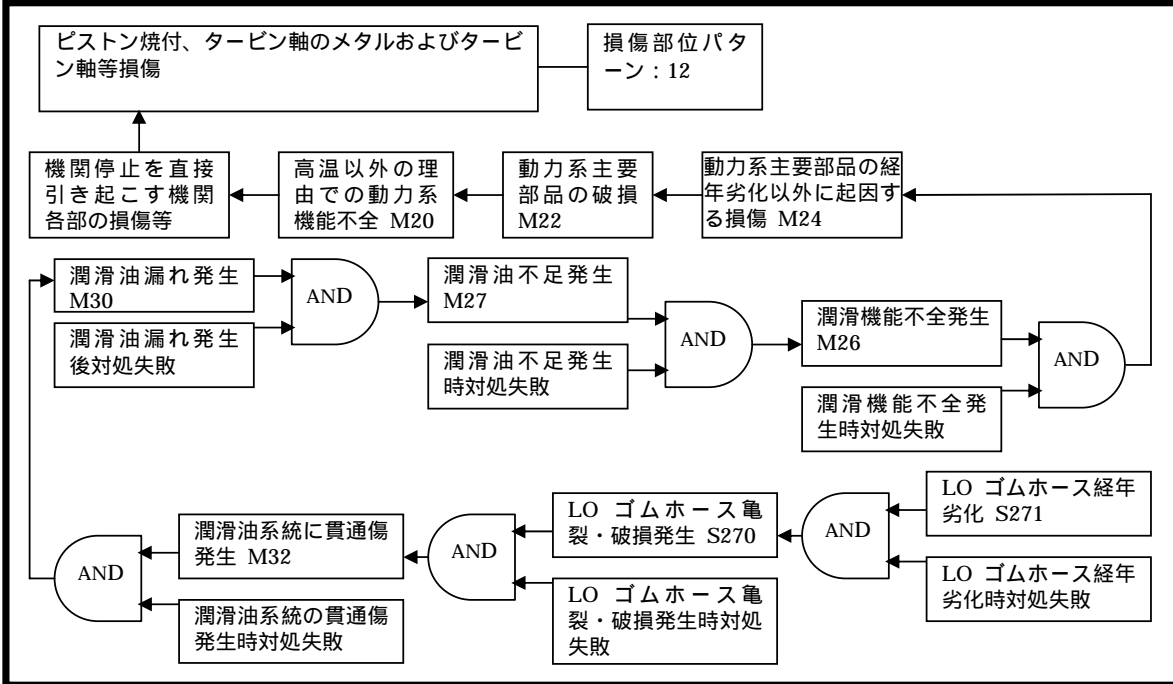 ピストン焼付、タービン軸のメタルおよびタービ
ン軸等損傷
損傷部位パタ
ーン：12
機関停止を直接
引き起こす機関
各部の損傷等
高温以外の理
由での動力系
機能不全 M20
動力系主要
部品の破損
M22
動力系主要部品の経
年劣化以外に起因す
る損傷 M24
潤滑油漏れ発生
M30
潤滑油漏れ発生
後対処失敗
AND
潤滑油不足発生
M27
潤滑油不足発生
時対処失敗
AND
潤滑機能不全発生
M26
潤滑機能不全発
生時対処失敗
AND
AND
潤滑油系統に貫通傷
発生 M32
潤滑油系統の貫通傷
発生時対処失敗
AND
LO ゴムホース亀
裂・破損発生 S270
LO ゴムホース亀
裂・破損発生時対処
失敗
AND
LO ゴムホース経年
劣化 S271
LO ゴムホース経年
劣化時対処失敗